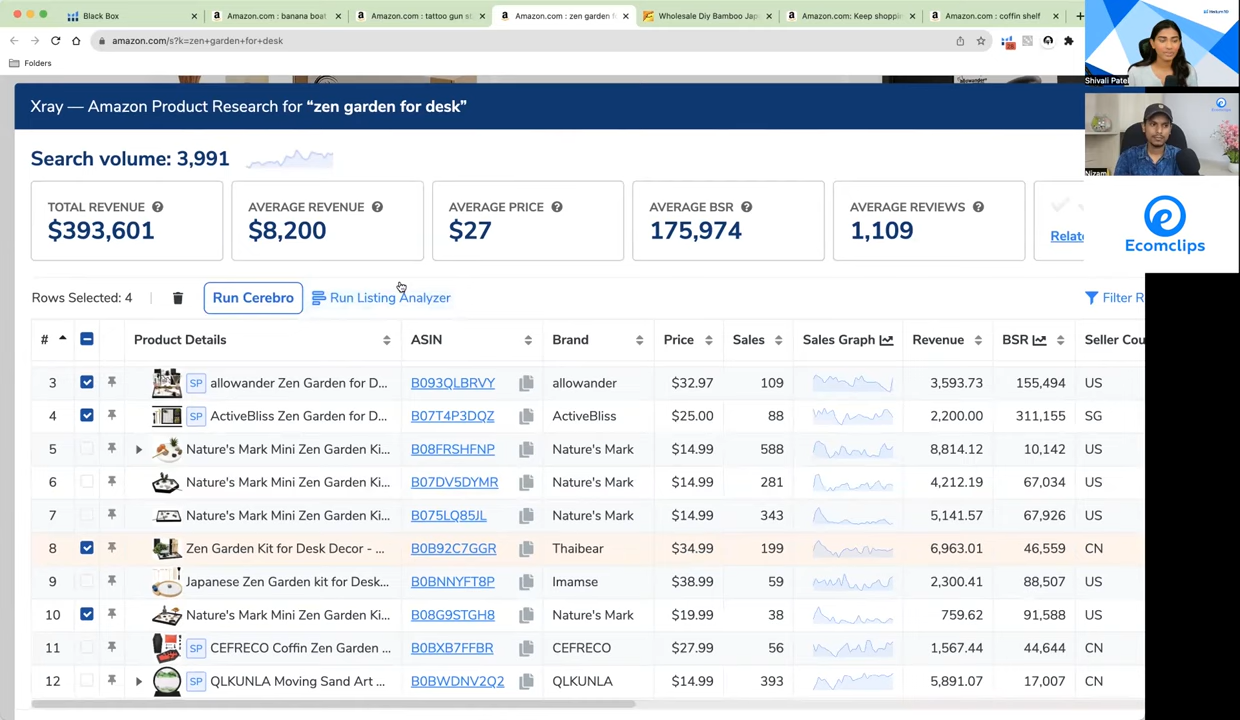 Black Box
Amazon.com : banana boat
Amazon.com : tattoo gun st
Amazon.com : zen garden f
Wholesale Diy Bamboo Jap
Amazon.com: Keep shoppin
Amazon.com : coffin shelf
amazon.com/s?k=zen+garden+for+desk
Folders
Shivali Patel
Nizam
Ecomclips
Ecomclips
Xray — Amazon Product Research for “zen garden for desk”
Search volume: 3,991
TOTAL REVENUE
$393,601
AVERAGE REVENUE
$8,200
AVERAGE PRICE
$27
AVERAGE BSR
175,974
AVERAGE REVIEWS
1,109
Relate
Rows Selected: 4
Run Cerebro
Run Listing Analyzer
Filter R
# Product Details ASIN Brand Price Sales Sales Graph Revenue BSR Seller Cou
3 SP allowander Zen Garden for D... B093QLBRVY allowander $32.97 109 3,593.73 155,494 US
4 SP ActiveBliss Zen Garden for D... B07T4P3DQZ ActiveBliss $25.00 88 2,200.00 311,155 SG
5 Nature's Mark Mini Zen Garden Ki... B08FRSHFNP Nature's Mark $14.99 588 8,814.12 10,142 US
6 Nature's Mark Mini Zen Garden Ki... B07DV5DYMR Nature's Mark $14.99 281 4,212.19 67,034 US
7 Nature's Mark Mini Zen Garden Ki... B075LQ85JL Nature's Mark $14.99 343 5,141.57 67,926 US
8 Zen Garden Kit for Desk Decor - ... B0B92C7GGR Thaibear $34.99 199 6,963.01 46,559 CN
9 Japanese Zen Garden kit for Desk... B0BNNYFT8P Imamse $38.99 59 2,300.41 88,507 US
10 Nature's Mark Mini Zen Garden Ki... B08G9STGH8 Nature's Mark $19.99 38 759.62 91,588 US
11 SP CEFRECO Coffin Zen Garden ... B0BXB7FFBR CEFRECO $27.99 56 1,567.44 44,644 CN
12 SP QLKUNLA Moving Sand Art ... B0BWDNV2Q2 QLKUNLA $14.99 393 5,891.07 17,007 CN